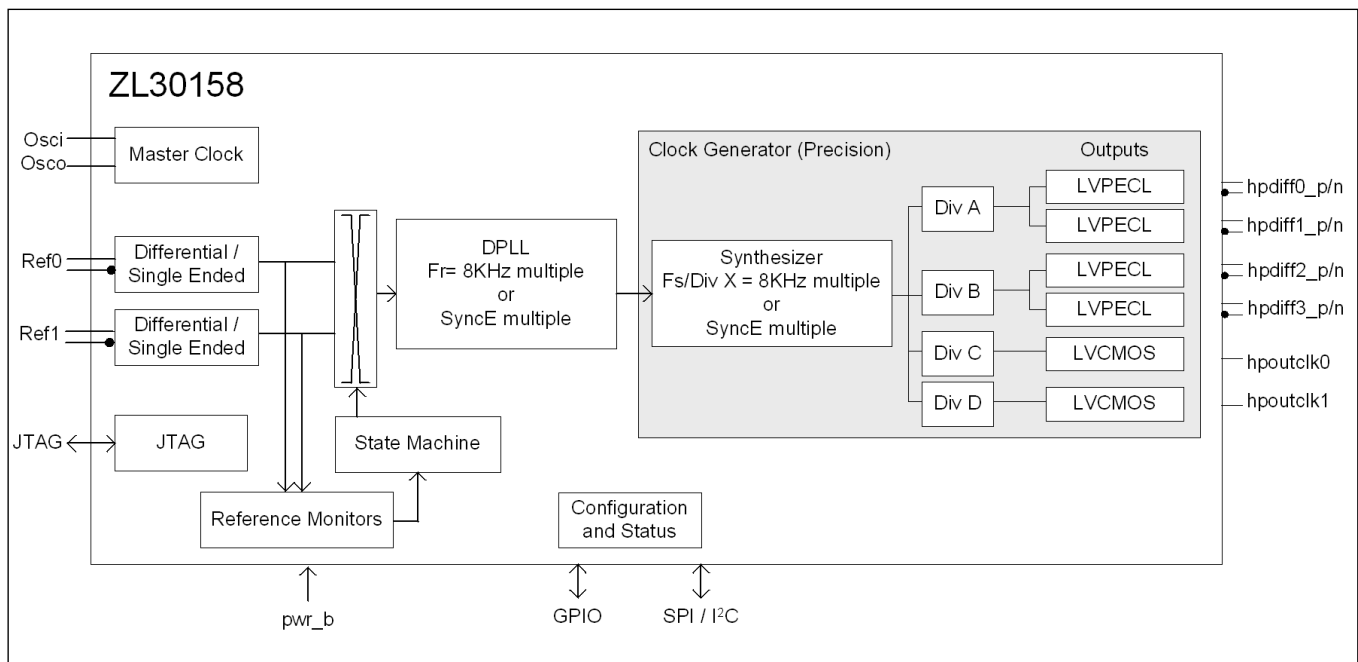 ZL30158
Osci
Osco
Master Clock
Ref0
Differential /
Single Ended
Ref1
Differential /
Single Ended
JTAG
JTAG
DPLL
Fr= 8KHz multiple
or
SyncE multiple
State Machine
Reference Monitors
pwr_b
Configuration
and Status
GPIO
SPI / I²C
Clock Generator (Precision)
Outputs
Synthesizer
Fs/Div X = 8KHz multiple
or
SyncE multiple
Div A
Div B
Div C
Div D
LVPECL
LVPECL
LVPECL
LVPECL
LVCMOS
LVCMOS
hpdiff0_p/n
hpdiff1_p/n
hpdiff2_p/n
hpdiff3_p/n
hpoutclk0
hpoutclk1